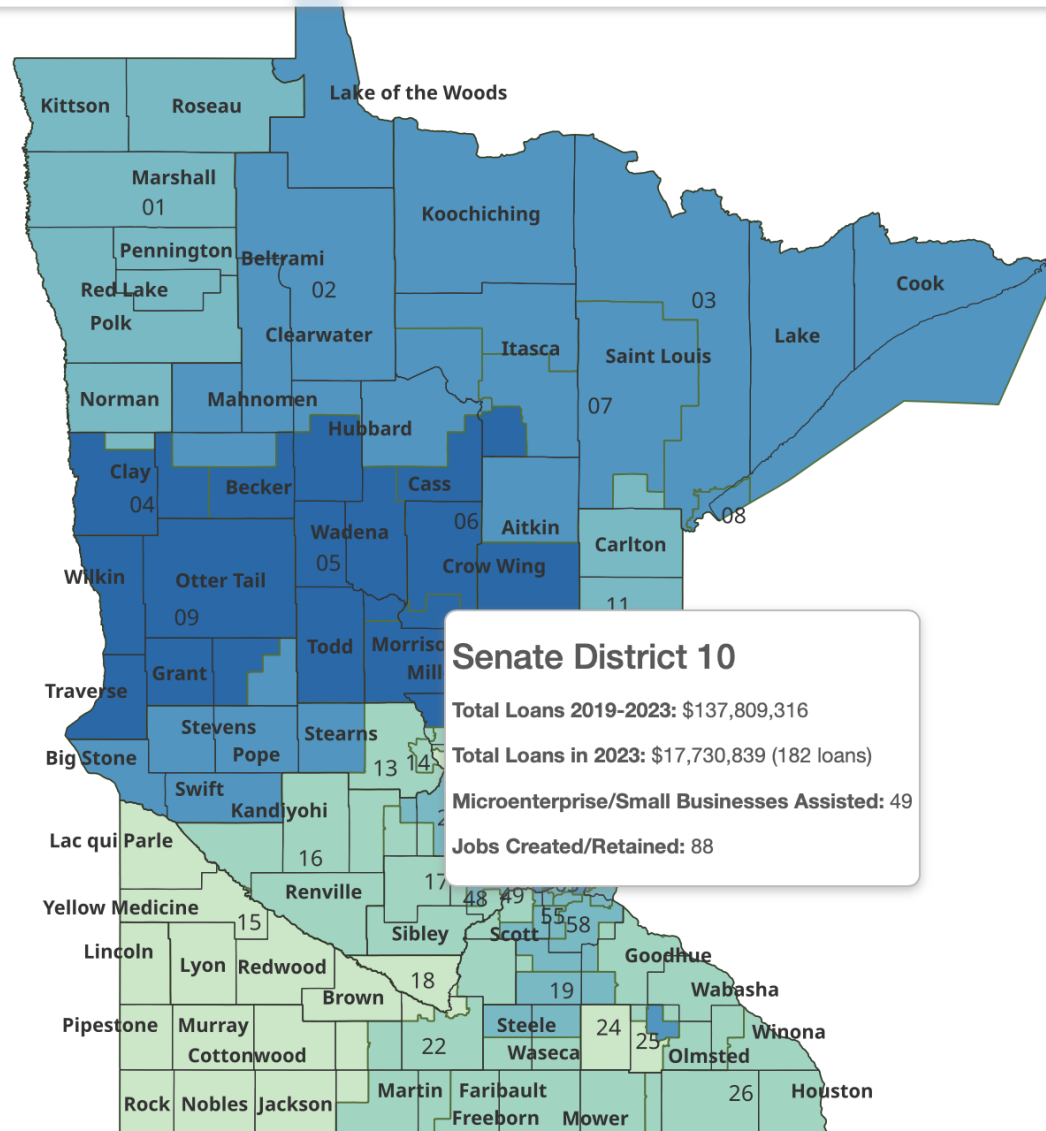 Lake of the Woods
Kittson
Roseau
Marshall
01
Koochiching
Pennington
Beltrami
Red Lake
02
03
Cook
Polk
Clearwater
Itasca
Saint Louis
Lake
Norman
Mahnomen
07
Hubbard
Clay
Becker
Cass
04
06
08
Aitkin
Wadena
Carlton
05
Crow Wing
Wilkin
Otter Tail
11
09
Todd
Morriso
Grant
Mill
Traverse
Senate District 10
Total Loans 2019-2023: $137,809,316
Total Loans in 2023: $17,730,839 (182 loans)
Microenterprise/Small Businesses Assisted: 49
Jobs Created/Retained: 88
Stevens
Stearns
Big Stone
Pope
13
14
Swift
Kandiyohi
Lac qui Parle
16
Renville
17
48
49
Yellow Medicine
15
55
58
Sibley
Scott
Lincoln
Lyon
Redwood
Goodhue
18
19
Wabasha
Brown
Pipestone
Murray
Steele
24
Winona
22
25
Cottonwood
Waseca
Olmsted
Martin
Faribault
26
Houston
Rock
Nobles
Jackson
Freeborn
Mower